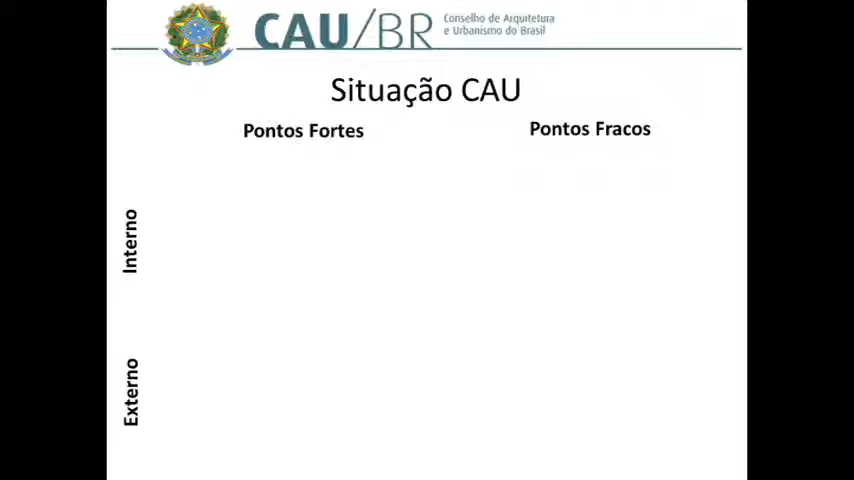 CAU/BR
Conselho de Arquitetura
e Urbanismo do Brasil
Situação CAU
Pontos Fortes
Pontos Fracos
Interno
Externo